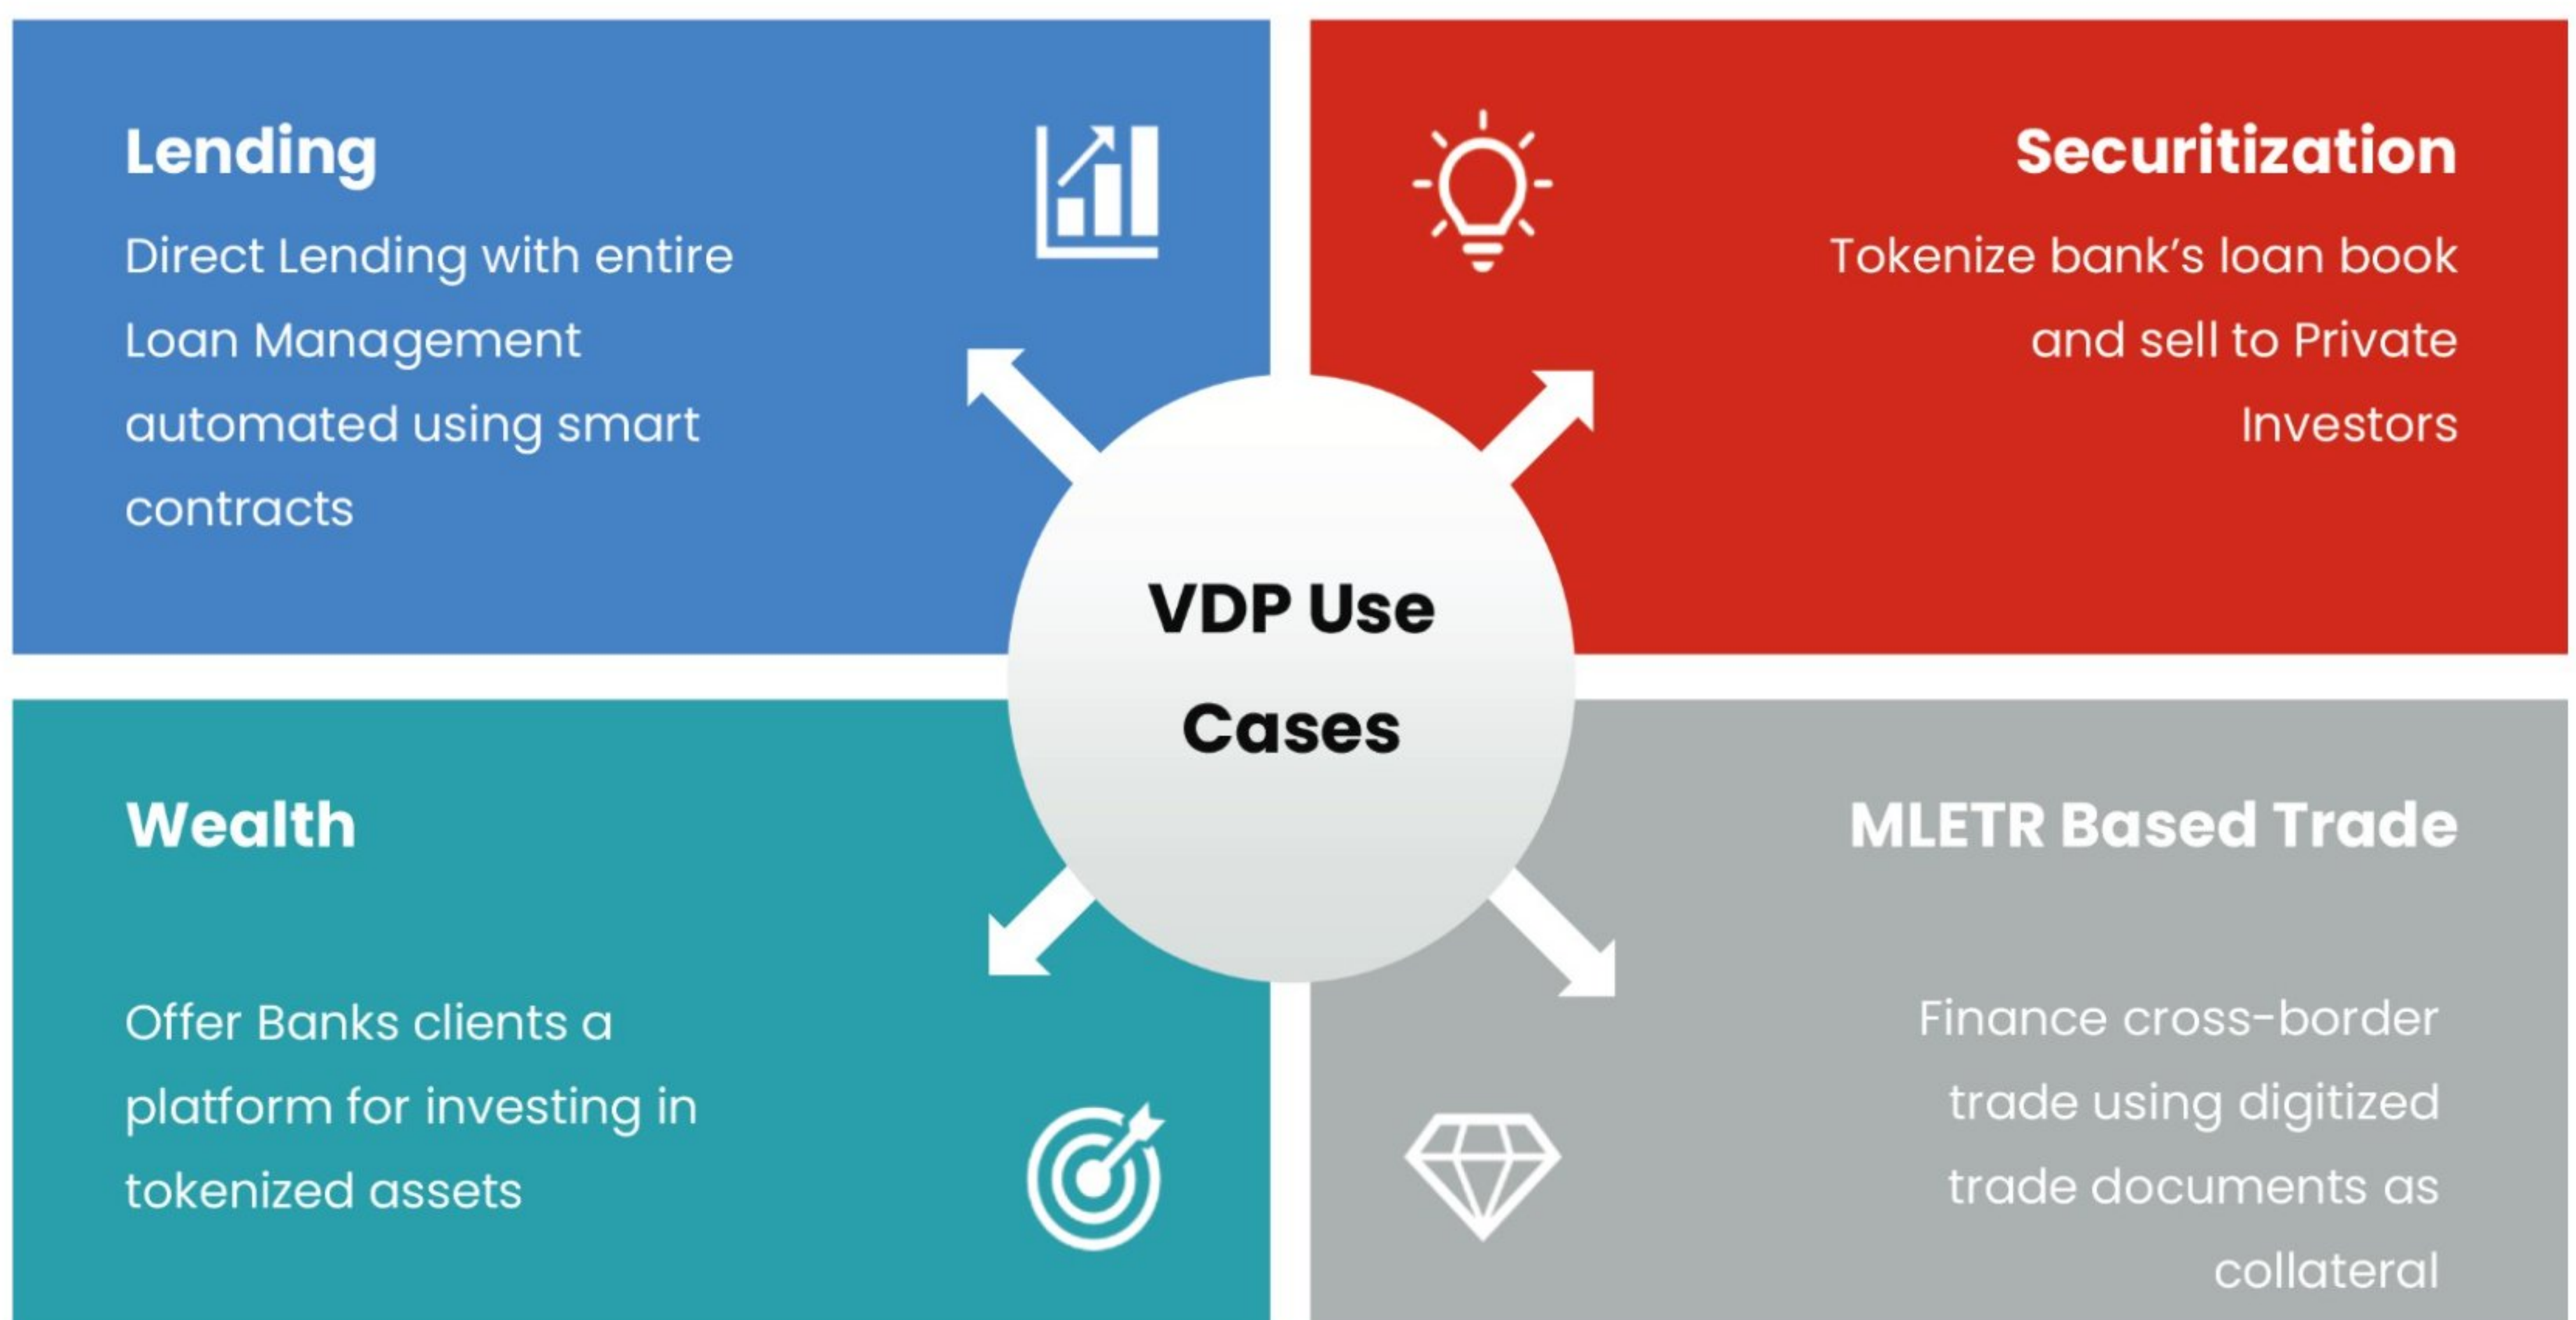 Lending
Direct Lending with entire
Loan Management
automated using smart
contracts
Securitization
Tokenize bank’s loan book
and sell to Private
Investors
VDP Use
Cases
Wealth
Offer Banks clients a
platform for investing in
tokenized assets
MLETR Based Trade
Finance cross-border
trade using digitized
trade documents as
collateral